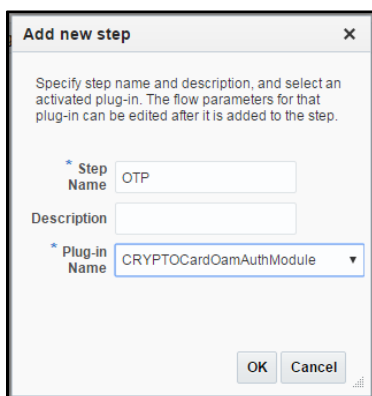 Add new step
Specify step name and description, and select an
activated plug-in. The flow parameters for that
plug-in can be edited after it is added to the step.
* Step
Name
OTP
Description
* Plug-in
Name
CRYPTOCardOamAuthModule
OK Cancel